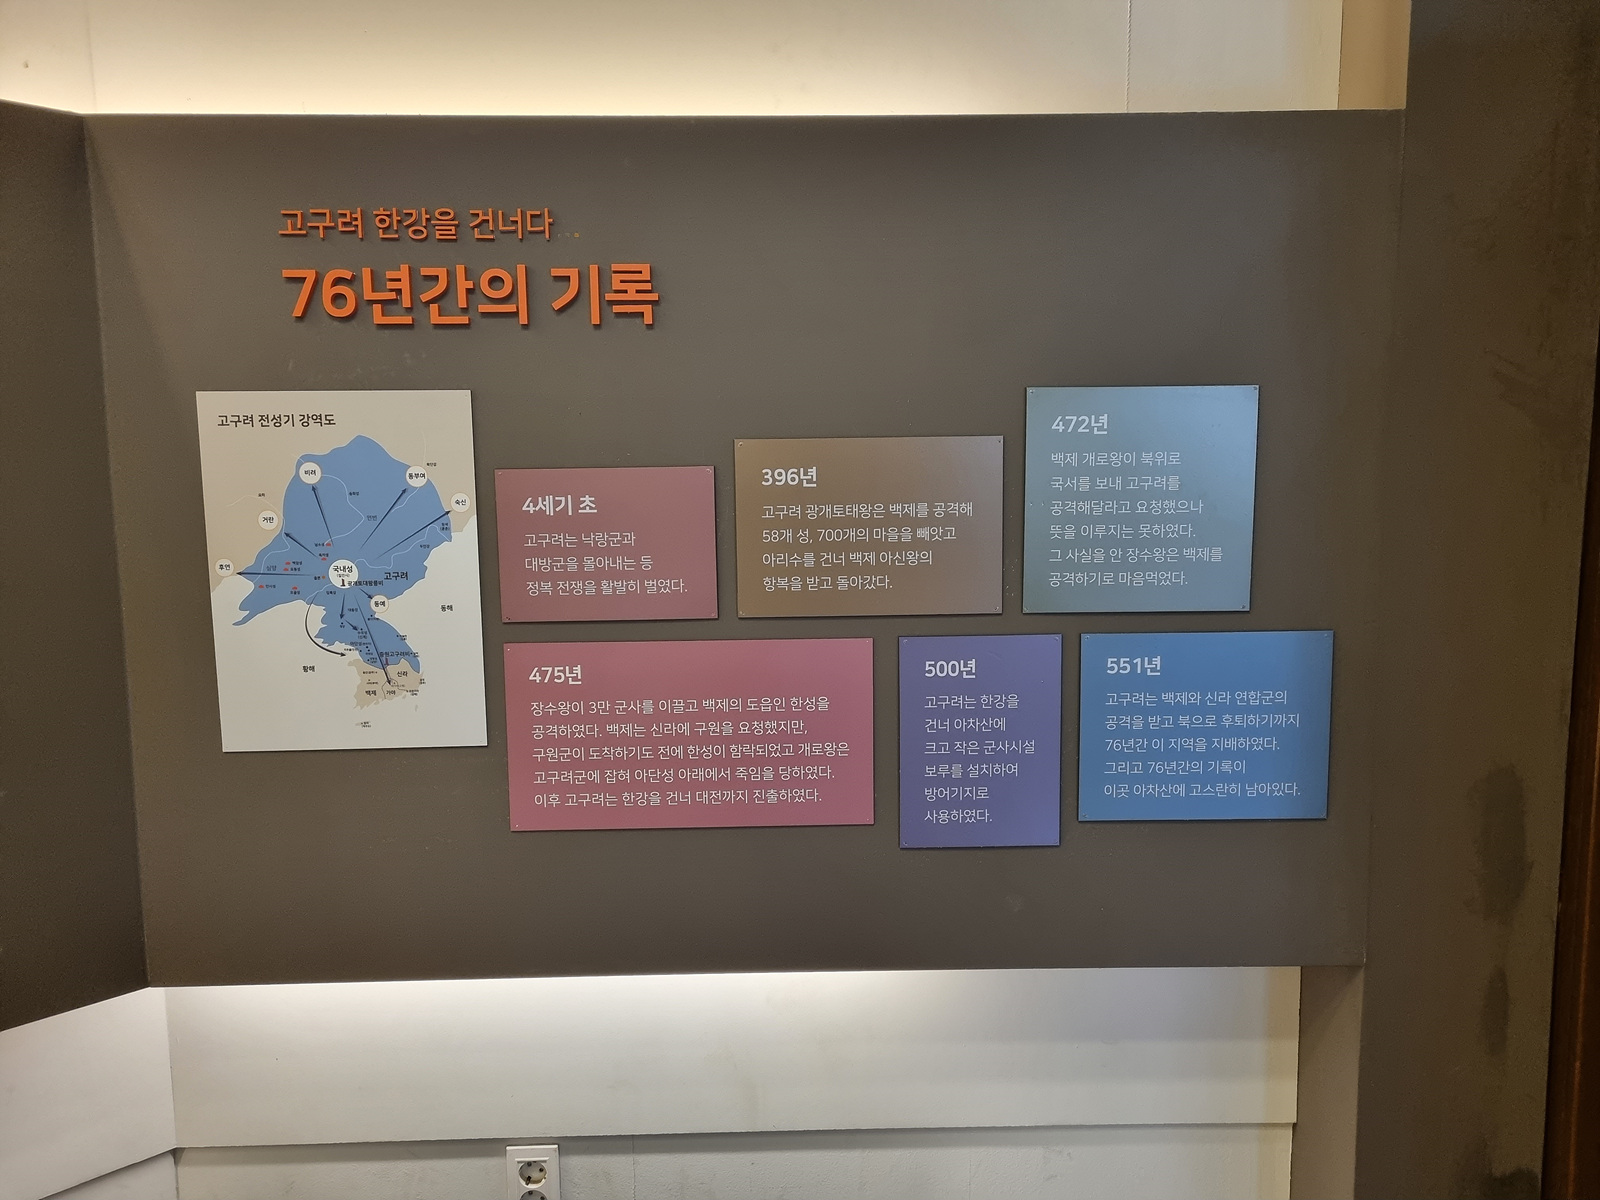 고구려 한강을 건너다...
76년간의 기록
고구려 전성기 강역도
비려
동부여
숙신
거란
후연
국내성
광개토대왕릉비
고구려
동예
동해
황해
중원고구려비
신라
백제
가야
4세기 초
고구려는 낙랑군과
대방군을 몰아내는 등
정복 전쟁을 활발히 벌였다.
396년
고구려 광개토태왕은 백제를 공격해
58개 성, 700개의 마을을 빼앗고
아리수를 건너 백제 아신왕의
항복을 받고 돌아갔다.
472년
백제 개로왕이 북위로
국서를 보내 고구려를
공격해달라고 요청했으나
뜻을 이루지는 못하였다.
그 사실을 안 장수왕은 백제를
공격하기로 마음먹었다.
475년
장수왕이 3만 군사를 이끌고 백제의 도읍인 한성을
공격하였다. 백제는 신라에 구원을 요청했지만,
구원군이 도착하기도 전에 한성이 함락되었고 개로왕은
고구려군에 잡혀 아단성 아래에서 죽임을 당하였다.
이후 고구려는 한강을 건너 대전까지 진출하였다.
500년
고구려는 한강을
건너 아차산에
크고 작은 군사시설
보루를 설치하여
방어기지로
사용하였다.
551년
고구려는 백제와 신라 연합군의
공격을 받고 북으로 후퇴하기까지
76년간 이 지역을 지배하였다.
그리고 76년간의 기록이
이곳 아차산에 고스란히 남아있다.